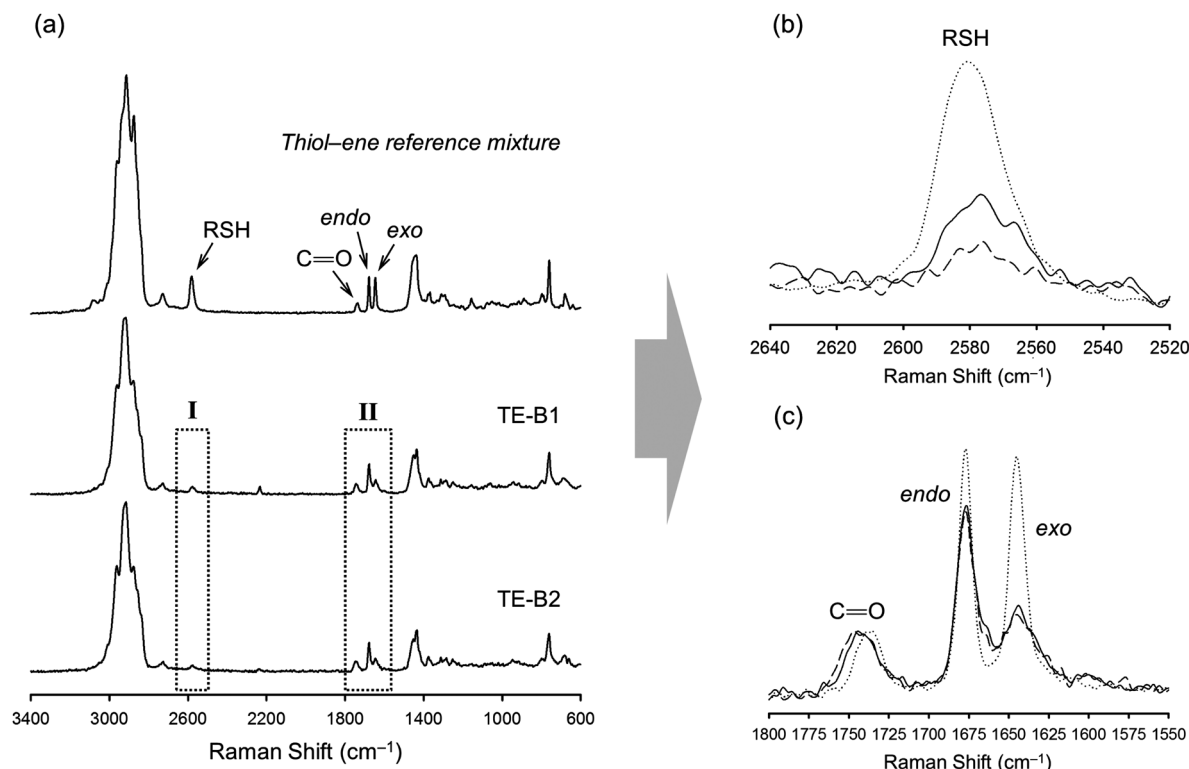 (a)
Thiol–ene reference mixture
RSH
endo
exo
C=O
I
II
TE-B1
TE-B2
3400 3000 2600 2200 1800 1400 1000 600
Raman Shift (cm⁻¹)
(b)
RSH
2640 2620 2600 2580 2560 2540 2520
Raman Shift (cm⁻¹)
(c)
endo
exo
C=O
1800 1775 1750 1725 1700 1675 1650 1625 1600 1575 1550
Raman Shift (cm⁻¹)